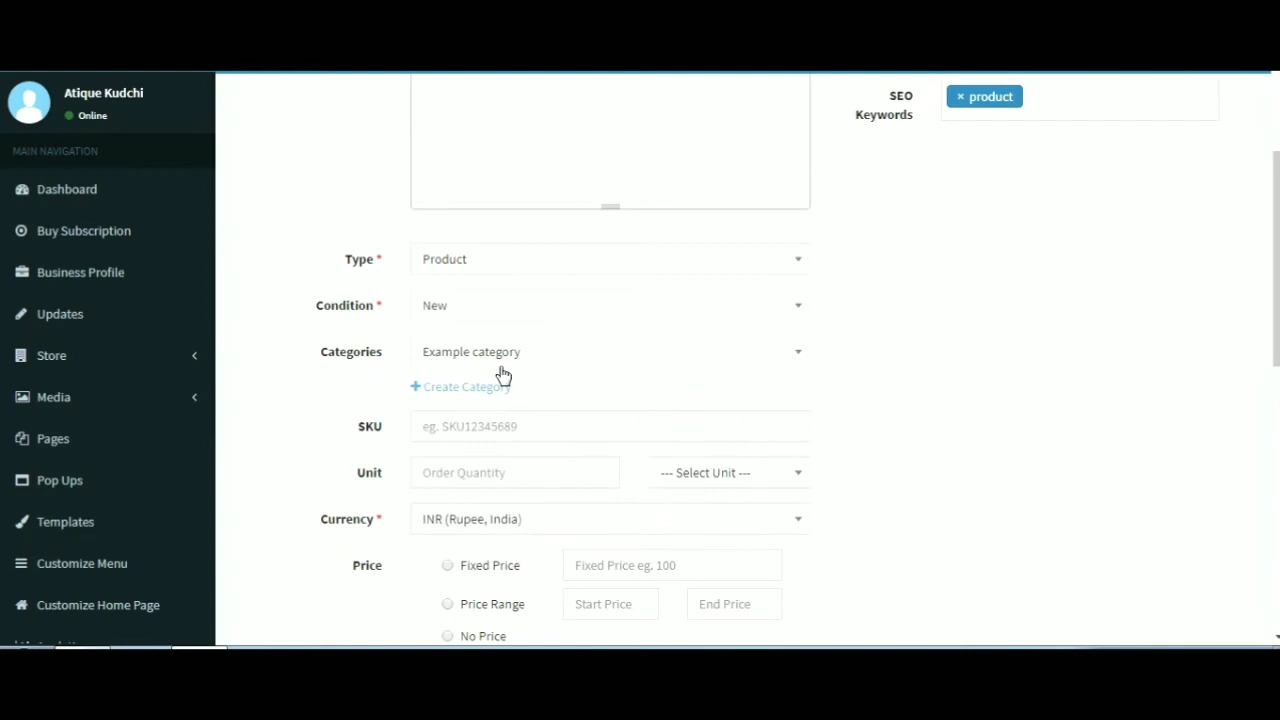 Atique Kudchi
Online
MAIN NAVIGATION
Dashboard
Buy Subscription
Business Profile
Updates
Store
Media
Pages
Pop Ups
Templates
Customize Menu
Customize Home Page
SEO
Keywords
× product
Type *
Product
Condition *
New
Categories
Example category
+ Create Category
SKU
eg. SKU12345689
Unit
Order Quantity
--- Select Unit ---
Currency *
INR (Rupee, India)
Price
Fixed Price
Fixed Price eg. 100
Price Range
Start Price
End Price
No Price